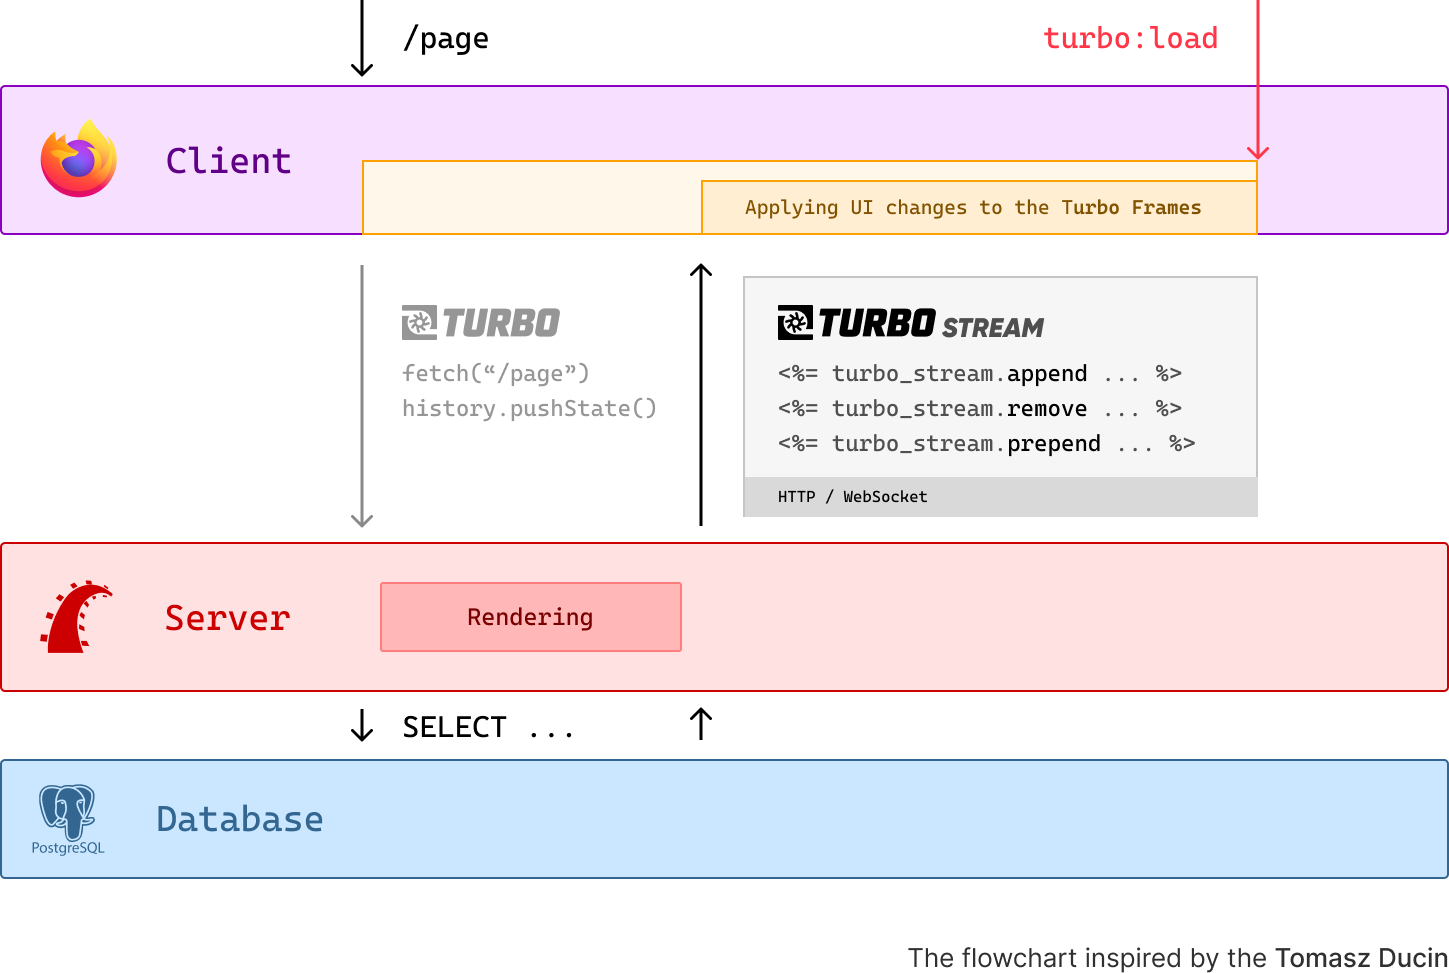 /page
turbo:load
Client
Applying UI changes to the Turbo Frames
TURBO
fetch(“/page”)
history.pushState()
TURBO STREAM
<%= turbo_stream.append ... %>
<%= turbo_stream.remove ... %>
<%= turbo_stream.prepend ... %>
HTTP / WebSocket
Server
Rendering
SELECT ...
Database
PostgreSQL
The flowchart inspired by the Tomasz Ducin